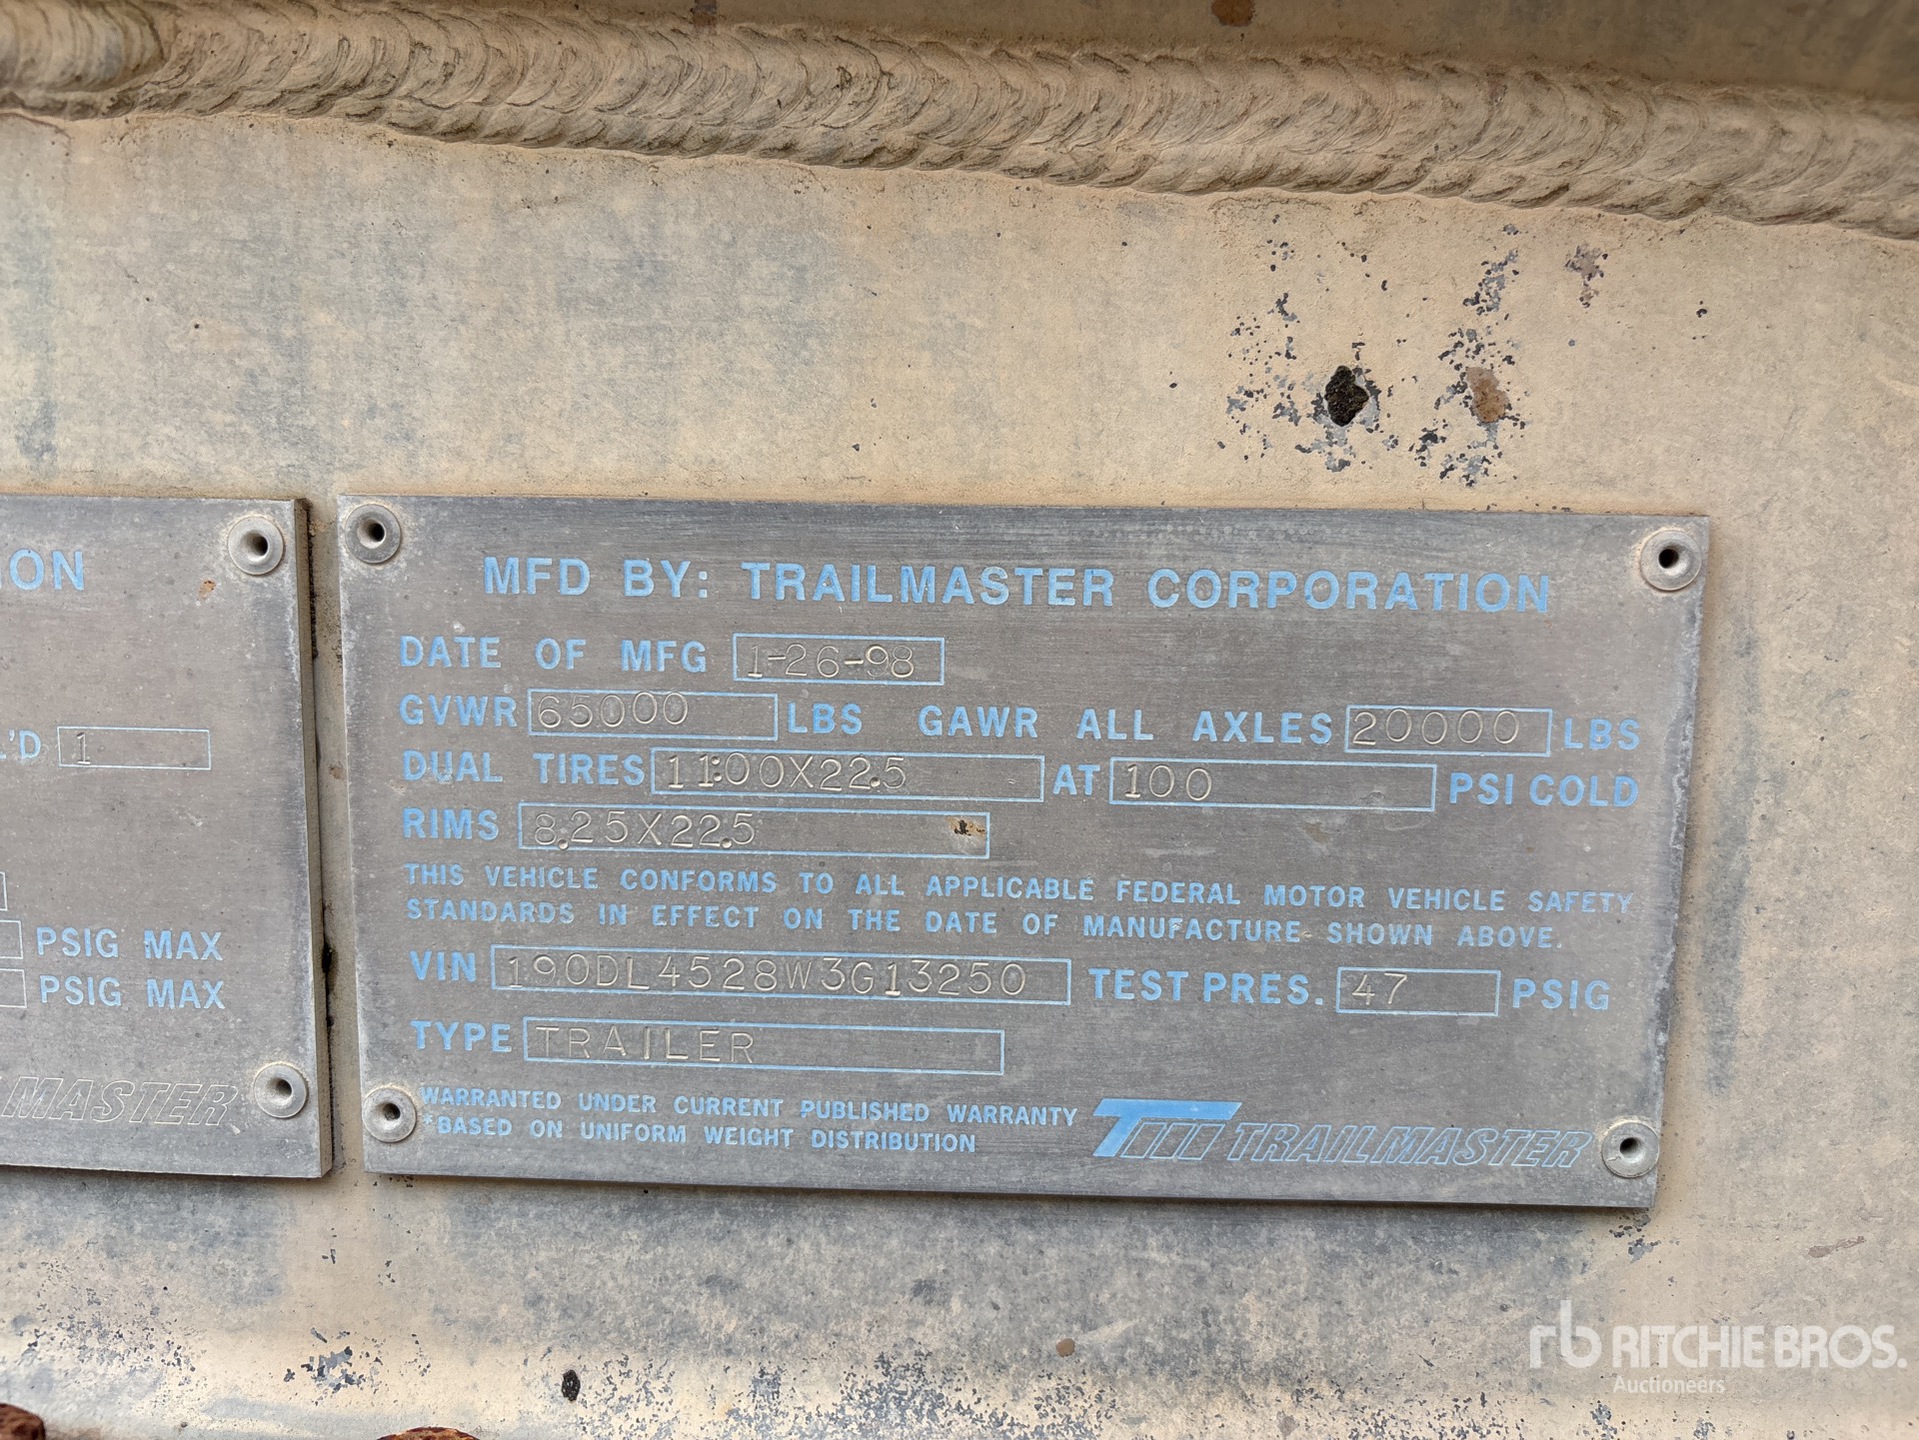 ION
L'D 1
PSIG MAX
PSIG MAX
MASTER
MFD BY: TRAILMASTER CORPORATION
DATE OF MFG 1-26-98
GVWR 65000 LBS GAWR ALL AXLES 20000 LBS
DUAL TIRES 11:00X22.5 AT 100 PSI COLD
RIMS 8.25X22.5
THIS VEHICLE CONFORMS TO ALL APPLICABLE FEDERAL MOTOR VEHICLE SAFETY
STANDARDS IN EFFECT ON THE DATE OF MANUFACTURE SHOWN ABOVE.
VIN 190DL4528W3G13250 TEST PRES. 47 PSIG
TYPE TRAILER
WARRANTED UNDER CURRENT PUBLISHED WARRANTY
*BASED ON UNIFORM WEIGHT DISTRIBUTION
TM TRAILMASTER
rb RITCHIE BROS.
Auctioneers